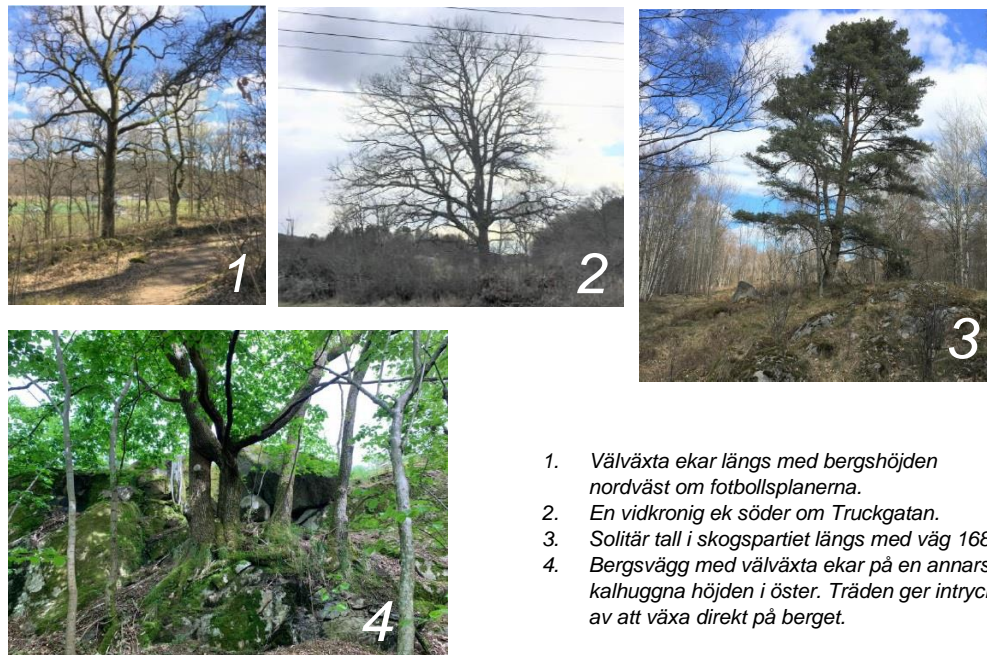 1
2
3
4
1. Välväxta ekar längs med bergshöjden
nordväst om fotbollsplanerna.
2. En vidkronig ek söder om Truckgatan.
3. Solitär tall i skogspartiet längs med väg 168
4. Bergsvägg med välväxta ekar på en annars
kalhuggna höjden i öster. Träden ger intryck
av att växa direkt på berget.